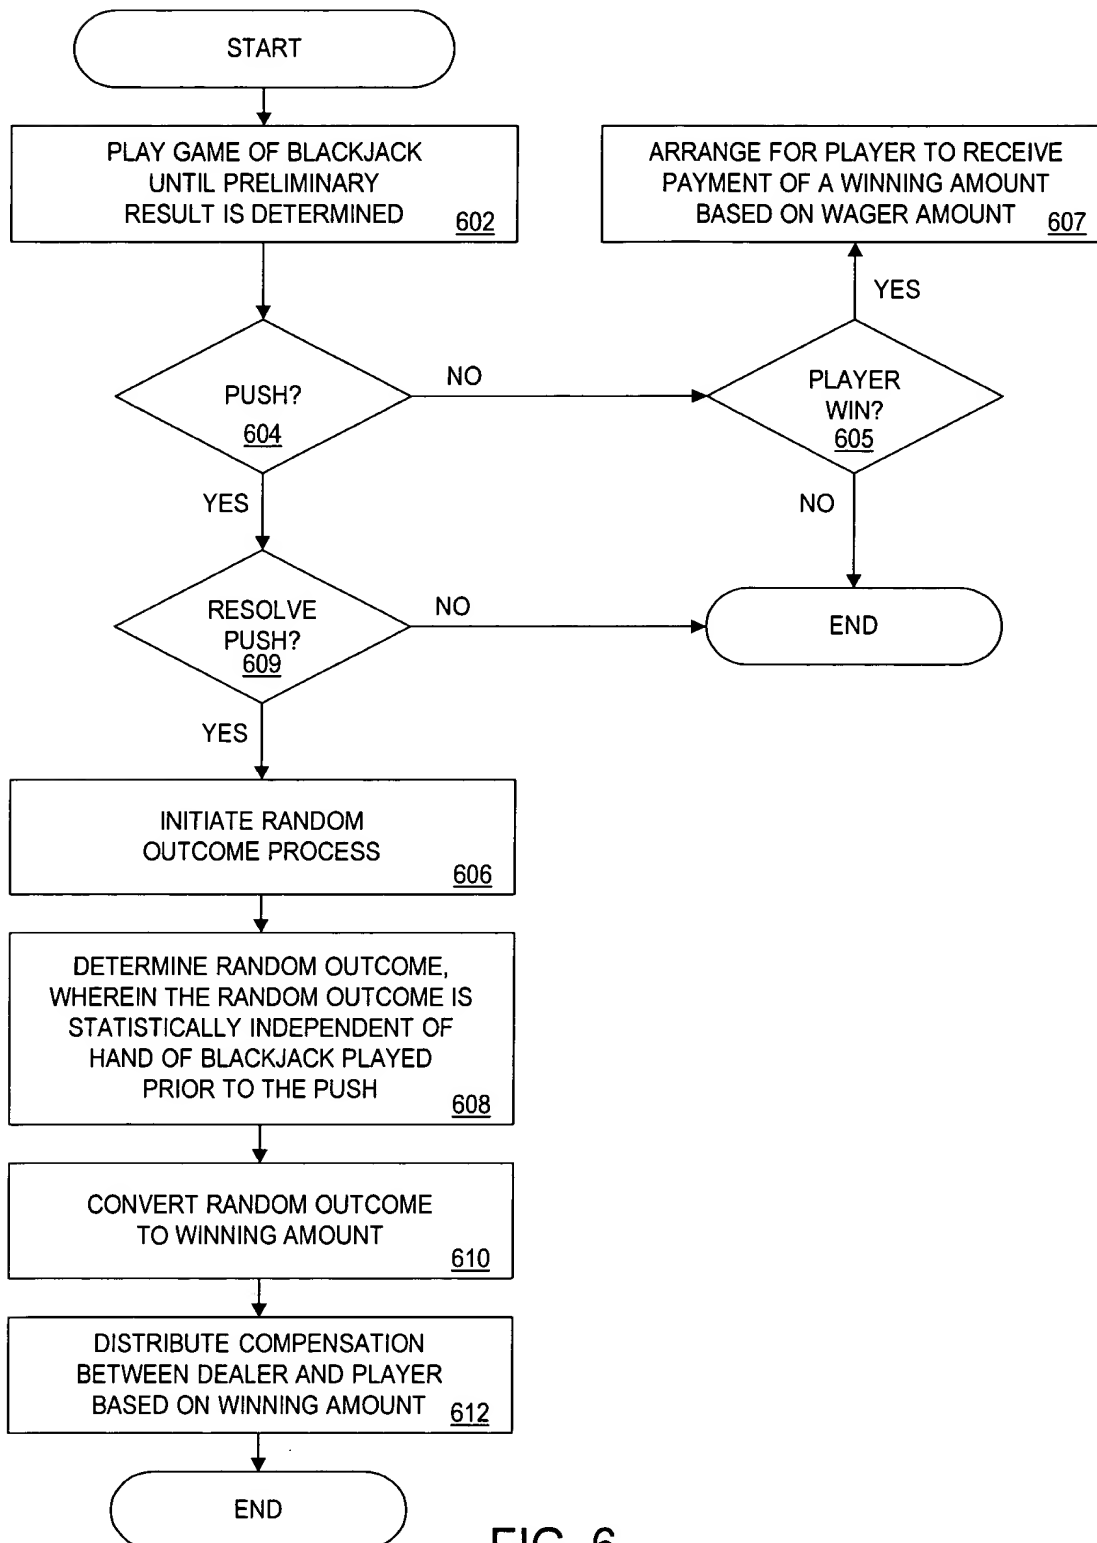 START
PLAY GAME OF BLACKJACK
UNTIL PRELIMINARY
RESULT IS DETERMINED
602
ARRANGE FOR PLAYER TO RECEIVE
PAYMENT OF A WINNING AMOUNT
BASED ON WAGER AMOUNT
607
YES
PUSH?
604
NO
PLAYER
WIN?
605
YES
NO
RESOLVE
PUSH?
609
NO
END
YES
INITIATE RANDOM
OUTCOME PROCESS
606
DETERMINE RANDOM OUTCOME,
WHEREIN THE RANDOM OUTCOME IS
STATISTICALLY INDEPENDENT OF
HAND OF BLACKJACK PLAYED
PRIOR TO THE PUSH
608
CONVERT RANDOM OUTCOME
TO WINNING AMOUNT
610
DISTRIBUTE COMPENSATION
BETWEEN DEALER AND PLAYER
BASED ON WINNING AMOUNT
612
END
FIG. 6